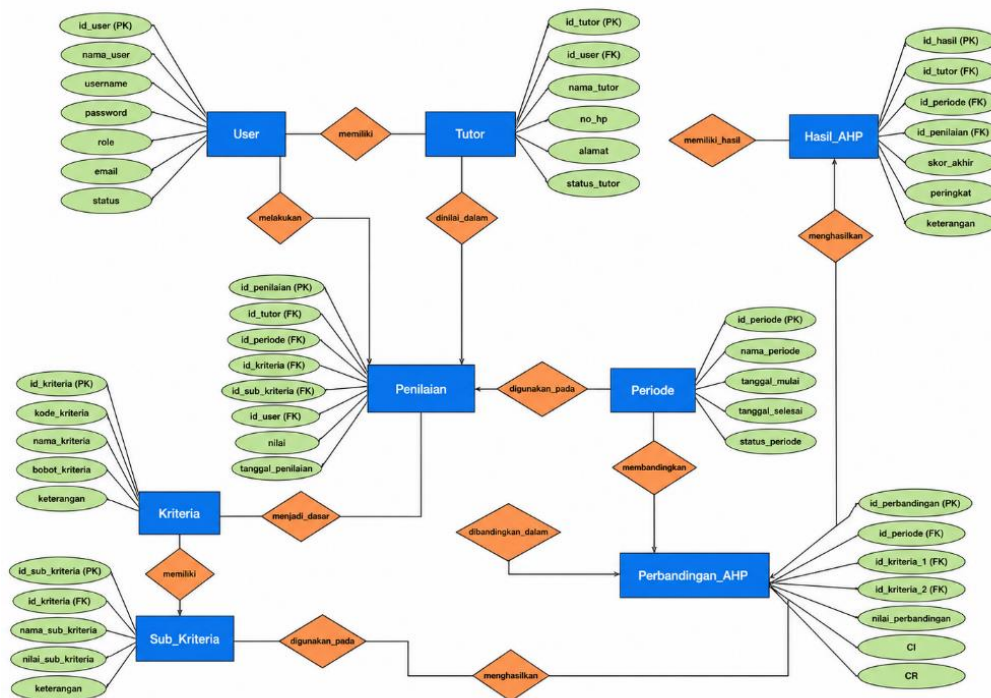 id_user (PK)
nama_user
username
password
role
email
status
User
memiliki
id_tutor (PK)
id_user (FK)
nama_tutor
no_hp
alamat
status_tutor
Tutor
memiliki_hasil
id_hasil (PK)
id_tutor (FK)
id_periode (FK)
id_penilaian (FK)
skor_akhir
peringkat
keterangan
Hasil_AHP
melakukan
dinilai_dalam
menghasilkan
id_penilaian (PK)
id_tutor (FK)
id_periode (FK)
id_kriteria (FK)
id_sub_kriteria (FK)
id_user (FK)
nilai
tanggal_penilaian
Penilaian
digunakan_pada
Periode
id_periode (PK)
nama_periode
tanggal_mulai
tanggal_selesai
status_periode
id_kriteria (PK)
kode_kriteria
nama_kriteria
bobot_kriteria
keterangan
Kriteria
menjadi_dasar
membandingkan
dibandingkan_dalam
Perbandingan_AHP
id_perbandingan (PK)
id_periode (FK)
id_kriteria_1 (FK)
id_kriteria_2 (FK)
nilai_perbandingan
CI
CR
memiliki
id_sub_kriteria (PK)
id_kriteria (FK)
nama_sub_kriteria
nilai_sub_kriteria
keterangan
Sub_Kriteria
digunakan_pada
menghasilkan